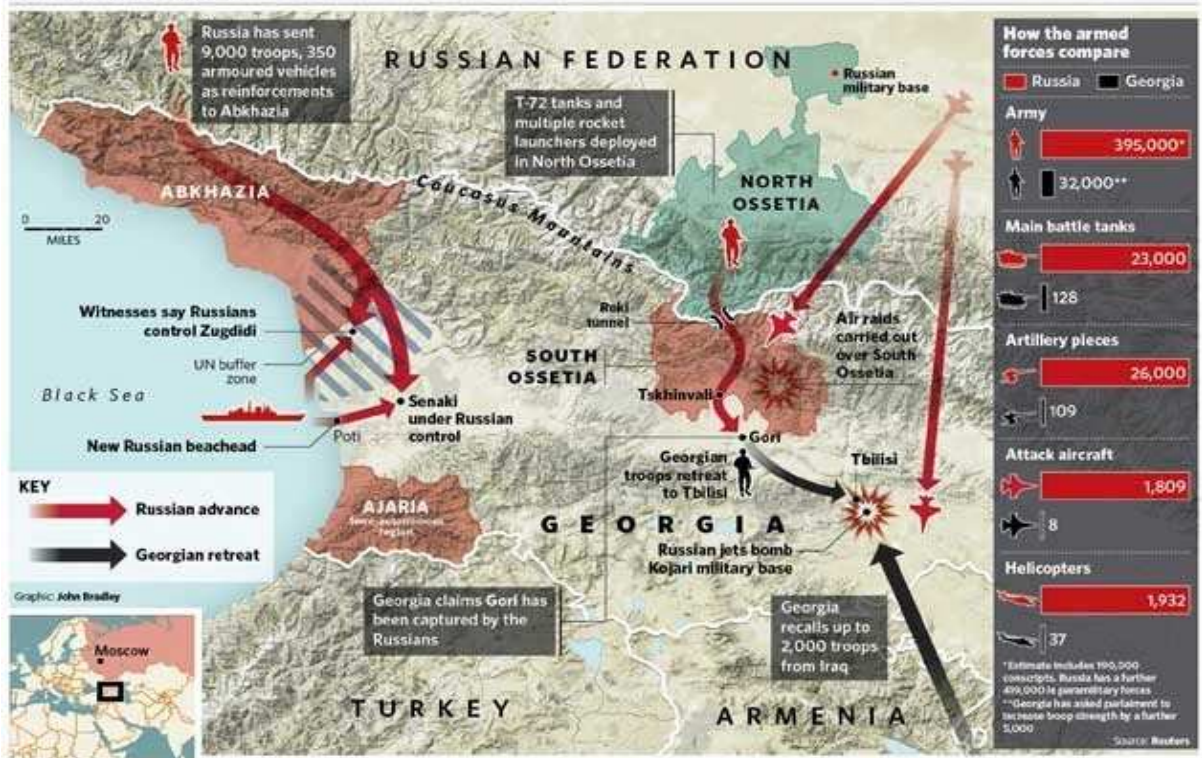 Russia has sent
9,000 troops, 350
armoured vehicles
as reinforcements
to Abkhazia
RUSSIAN FEDERATION
Russian
military base
T-72 tanks and
multiple rocket
launchers deployed
in North Ossetia
ABKHAZIA
Caucasus Mountains
NORTH
OSSETIA
0 20
MILES
Witnesses say Russians
control Zugdidi
UN buffer
zone
Roki
tunnel
Air raids
carried out
over South
Ossetia
SOUTH
OSSETIA
Tskhinvali
Black Sea
Senaki
under Russian
control
Poti
New Russian beachead
Gori
Georgian
troops retreat
to Tbilisi
Tbilisi
KEY
Russian advance
Georgian retreat
AJARIA
Semi-autonomous
region
GEORGIA
Russian jets bomb
Kojari military base
Graphic: John Bradley
Moscow
Georgia claims Gori has
been captured by the
Russians
Georgia
recalls up to
2,000 troops
from Iraq
TURKEY
ARMENIA
How the armed
forces compare
Russia Georgia
Army
395,000*
32,000**
Main battle tanks
23,000
128
Artillery pieces
26,000
109
Attack aircraft
1,809
8
Helicopters
1,932
37
*Estimate includes 190,000
conscripts. Russia has a further
419,000 is paramilitary forces
**Georgia has asked parlaiment to
increase troop strength by a further
5,000
Source: Reuters